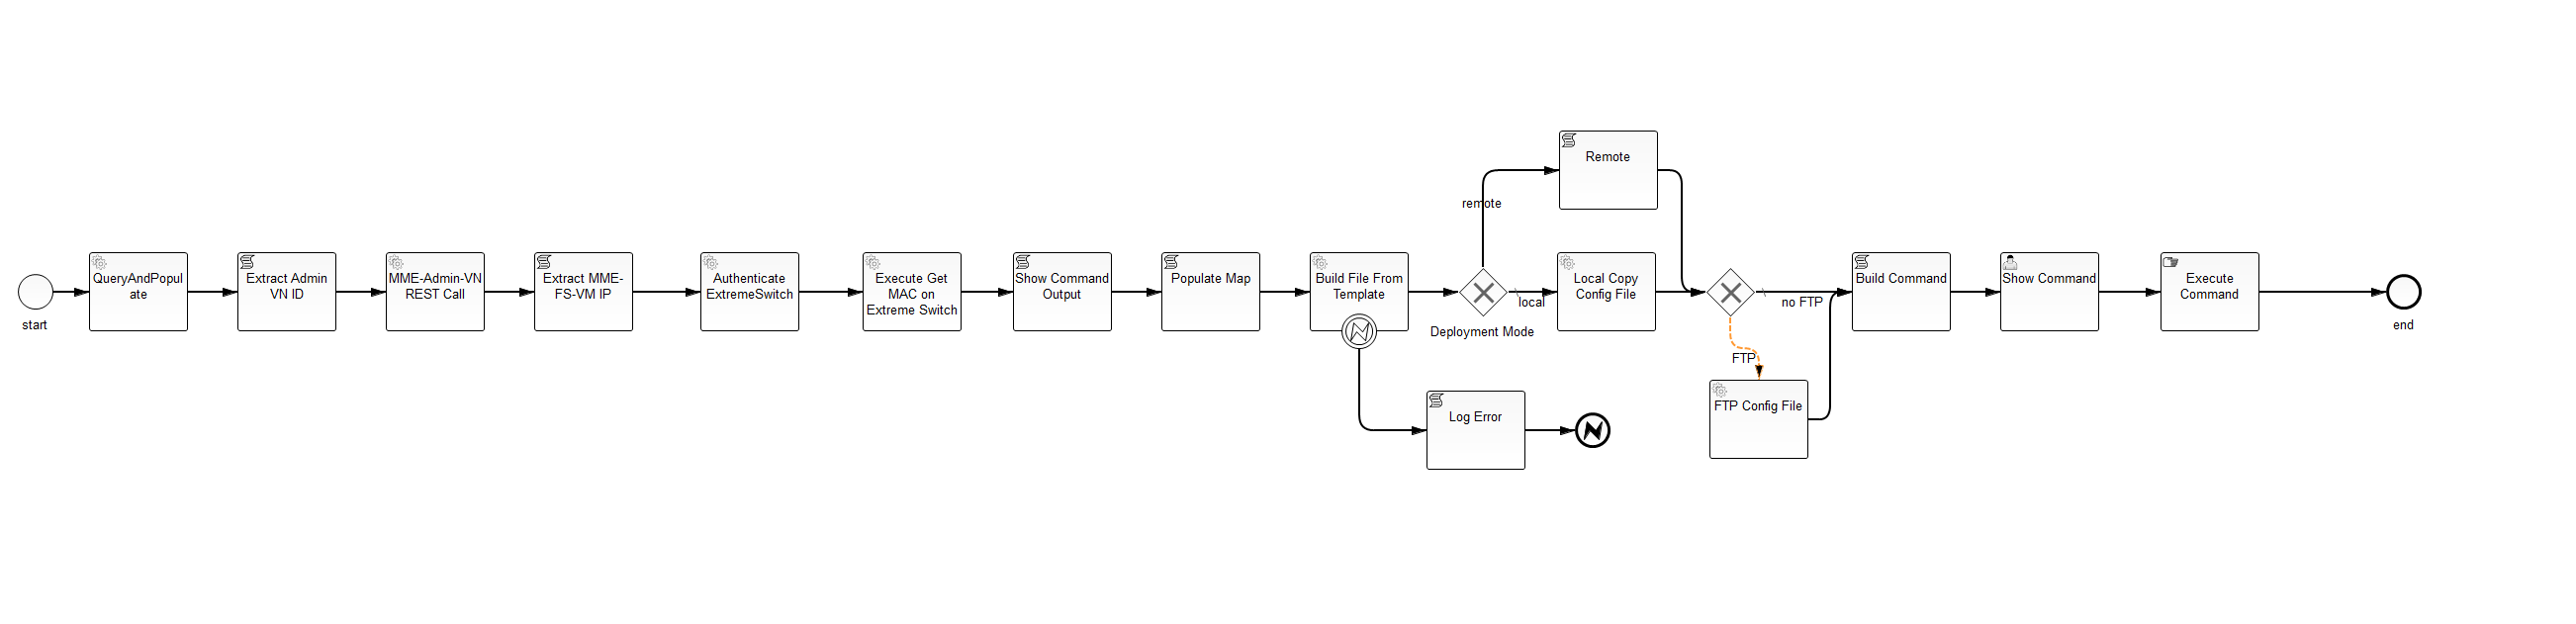 start
QueryAndPopul
ate
Extract Admin
VN ID
MME-Admin-VN
REST Call
Extract MME-
FS-VM IP
Authenticate
ExtremeSwitch
Execute Get
MAC on
Extreme Switch
Show Command
Output
Populate Map
Build File From
Template
Log Error
Deployment Mode
remote
Remote
local
Local Copy
Config File
no FTP
FTP
FTP Config File
Build Command
Show Command
Execute
Command
end